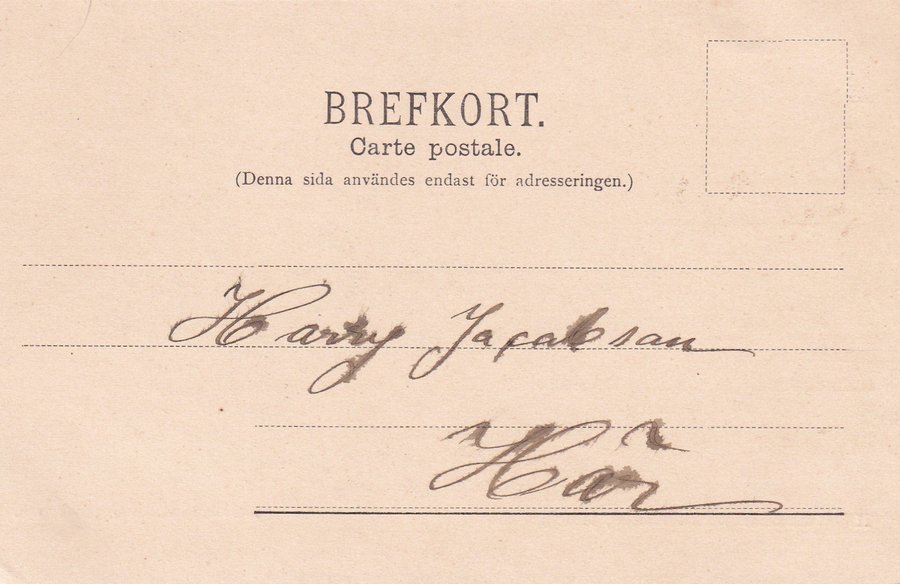 BREFKORT.
Carte postale.
(Denna sida användes endast för adresseringen.)
Harry Jacobson
Här